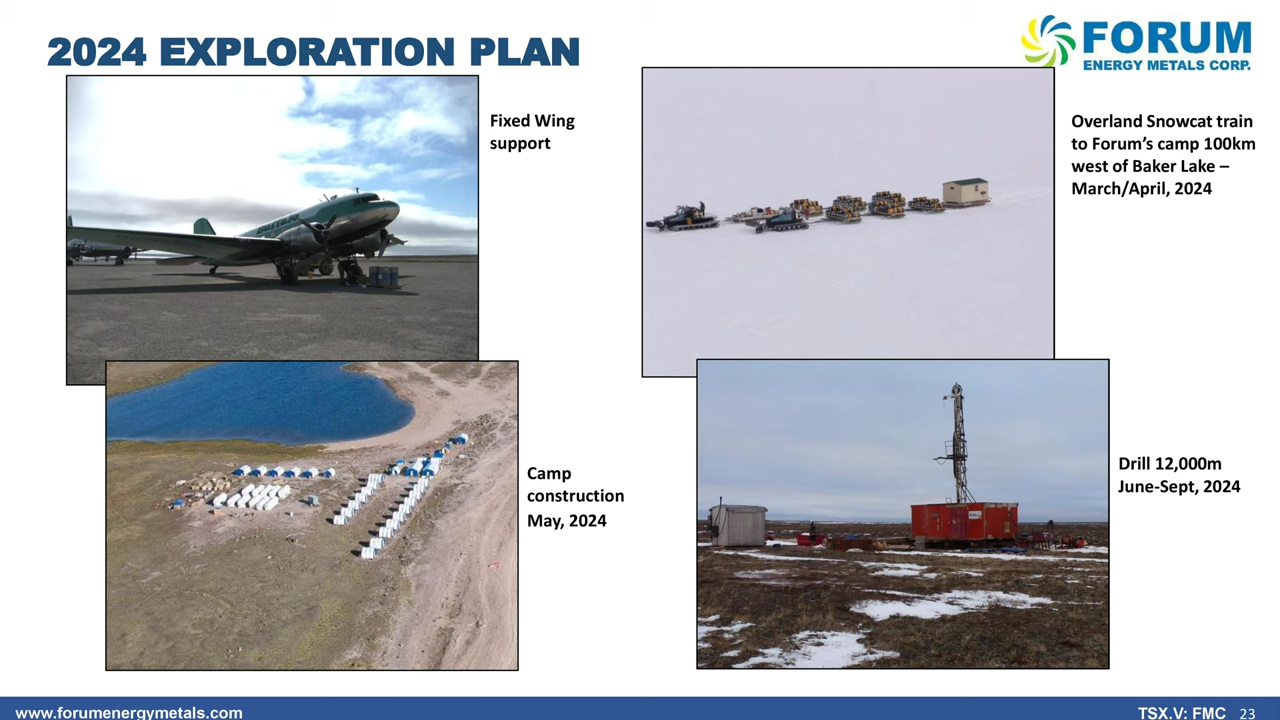 2024 EXPLORATION PLAN
FORUM
ENERGY METALS CORP.
Fixed Wing
support
Overland Snowcat train
to Forum’s camp 100km
west of Baker Lake –
March/April, 2024
Camp
construction
May, 2024
Drill 12,000m
June-Sept, 2024
www.forumenergymetals.com
TSX.V: FMC 23